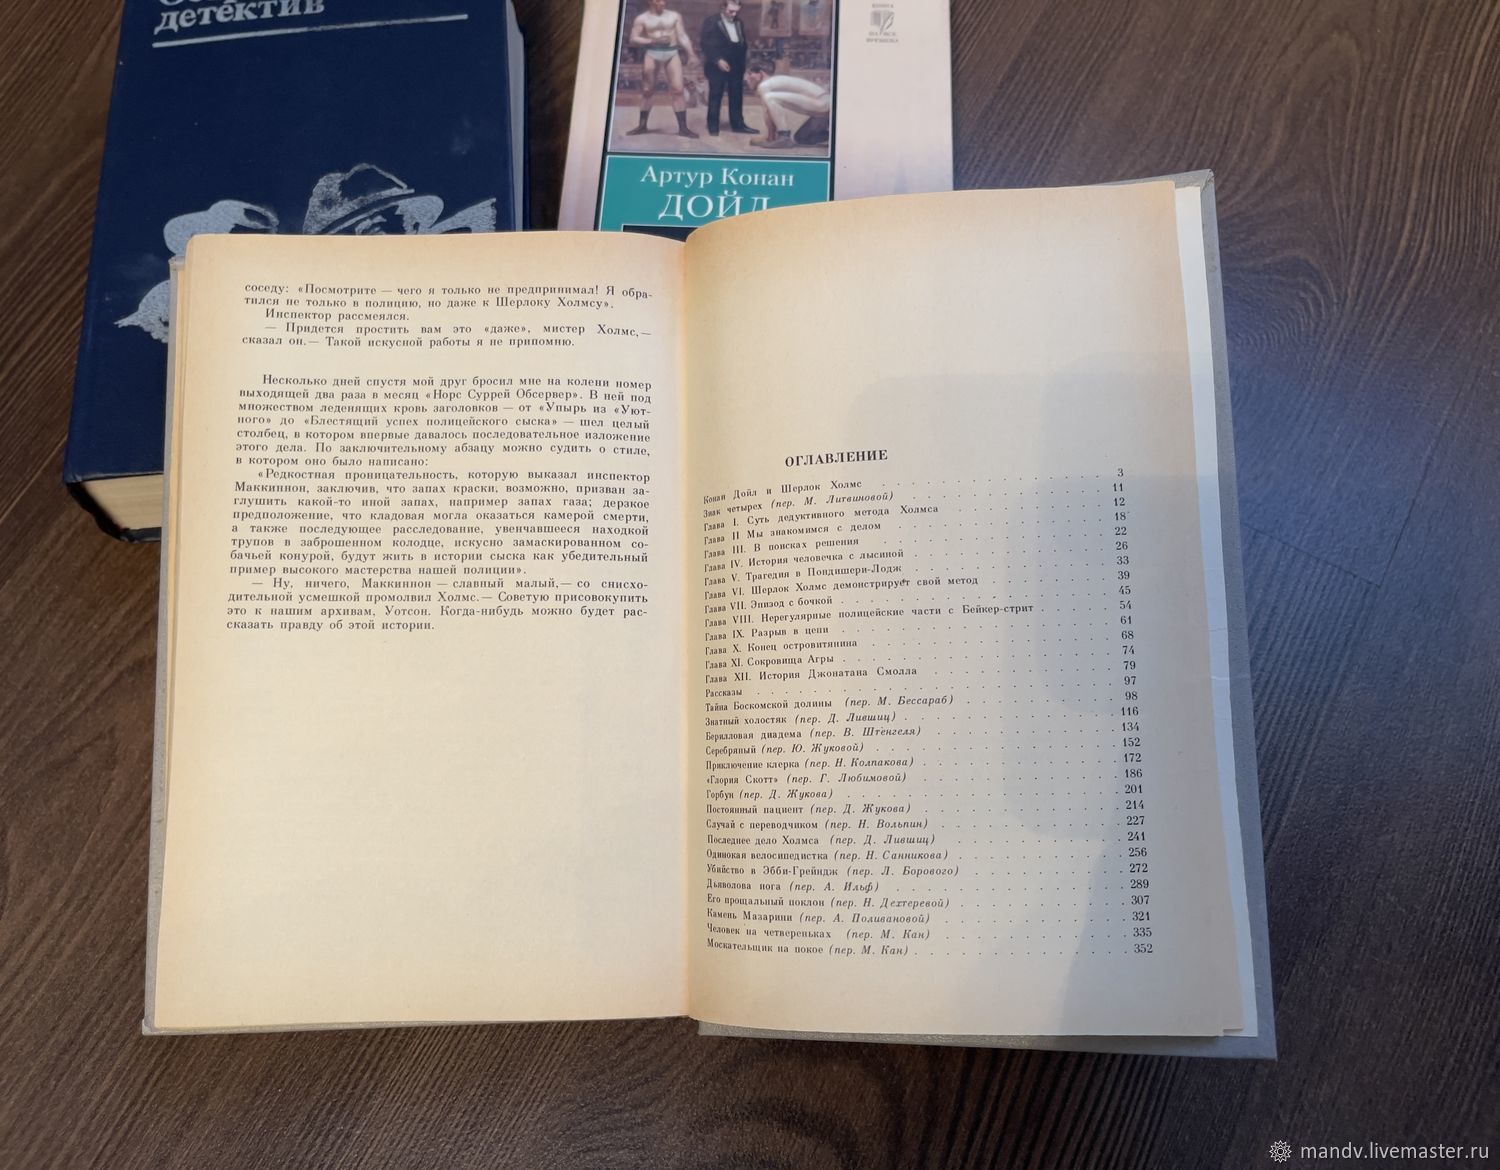 детектив
КНИГА
НА ВСЕ
ВРЕМЕНА
Артур Конан
ДОЙЛ
соседу: «Посмотрите — чего я только не предпринимал! Я обра-
тился не только в полицию, но даже к Шерлоку Холмсу».
Инспектор рассмеялся.
— Придется простить вам это «даже», мистер Холмс,—
сказал он.— Такой искусной работы я не припомню.
Несколько дней спустя мой друг бросил мне на колени номер
выходящей два раза в месяц «Норс Суррей Обсервер». В ней под
множеством леденящих кровь заголовков — от «Упырь из «Уют-
ного» до «Блестящий успех полицейского сыска» — шел целый
столбец, в котором впервые давалось последовательное изложение
этого дела. По заключительному абзацу можно судить о стиле,
в котором оно было написано:
«Редкостная проницательность, которую выказал инспектор
Маккиннон, заключив, что запах краски, возможно, призван за-
глушить какой-то иной запах, например запах газа; дерзкое
предположение, что кладовая могла оказаться камерой смерти,
а также последующее расследование, увенчавшееся находкой
трупов в заброшенном колодце, искусно замаскированном со-
бачьей конурой, будут жить в истории сыска как убедительный
пример высокого мастерства нашей полиции».
— Ну, ничего, Маккиннон — славный малый,— со снисхо-
дительной усмешкой промолвил Холмс.— Советую присовокупить
это к нашим архивам, Уотсон. Когда-нибудь можно будет рас-
сказать правду об этой истории.
ОГЛАВЛЕНИЕ
Конан Дойл и Шерлок Холмс . . . . . . . . . . 3
Знак четырех (пер. М. Литвиновой) . . . . . . . . . . 11
Глава I. Суть дедуктивного метода Холмса . . . . . . . . . . 12
Глава II Мы знакомимся с делом . . . . . . . . . . 18
Глава III. В поисках решения . . . . . . . . . . 22
Глава IV. История человечка с лысиной . . . . . . . . . . 26
Глава V. Трагедия в Пондишери-Лодж . . . . . . . . . . 33
Глава VI. Шерлок Холмс демонстрирует свой метод . . . . . . . . . . 39
Глава VII. Эпизод с бочкой . . . . . . . . . . 45
Глава VIII. Нерегулярные полицейские части с Бейкер-стрит . . . . . . 54
Глава IX. Разрыв в цепи . . . . . . . . . . 61
Глава X. Конец островитянина . . . . . . . . . . 68
Глава XI. Сокровища Агры . . . . . . . . . . 74
Глава XII. История Джонатана Смолла . . . . . . . . . . 79
Рассказы . . . . . . . . . . 97
Тайна Боскомской долины (пер. М. Бессараб) . . . . . . . . . . 98
Знатный холостяк (пер. Д. Лившиц) . . . . . . . . . . 116
Берилловая диадема (пер. В. Штенгеля) . . . . . . . . . . 134
Серебряный (пер. Ю. Жуковой) . . . . . . . . . . 152
Приключение клерка (пер. Н. Колпакова) . . . . . . . . . . 172
«Глория Скотт» (пер. Г. Любимовой) . . . . . . . . . . 186
Горбун (пер. Д. Жукова) . . . . . . . . . . 201
Постоянный пациент (пер. Д. Жукова) . . . . . . . . . . 214
Случай с переводчиком (пер. Н. Вольпин) . . . . . . . . . . 227
Последнее дело Холмса (пер. Д. Лившиц) . . . . . . . . . . 241
Одинокая велосипедистка (пер. Н. Санникова) . . . . . . . . . . 256
Убийство в Эбби-Грейндж (пер. Л. Борового) . . . . . . . . . . 272
Дьяволова нога (пер. А. Ильф) . . . . . . . . . . 289
Его прощальный поклон (пер. Н. Дехтеревой) . . . . . . . . . . 307
Камень Мазарини (пер. А. Поливановой) . . . . . . . . . . 321
Человек на четвереньках (пер. М. Кан) . . . . . . . . . . 335
Москательщик на покое (пер. М. Кан) . . . . . . . . . . 352
mandv.livemaster.ru